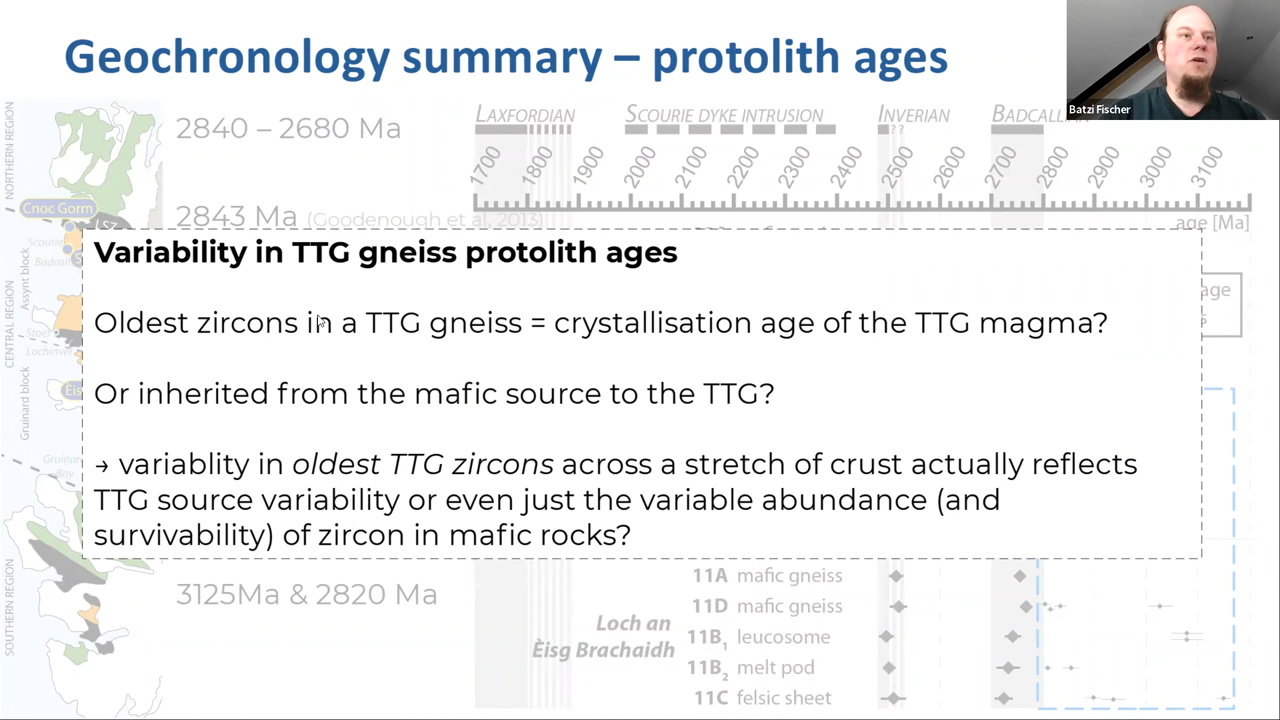 Geochronology summary – protolith ages
Batzi Fischer
NORTHERN REGION
2840 – 2680 Ma
LAXFORDIAN
SCOURIE DYKE INTRUSION
INVERIAN
??
1700 1800 1900 2000 2100 2200 2300 2400 2500 2600 2700 2800 2900 3000 3100
Cnoc Gorm
LSZ
2843 Ma (Goodenough et al, 2013)
age [Ma]
Variability in TTG gneiss protolith ages
Oldest zircons in a TTG gneiss = crystallisation age of the TTG magma?
Or inherited from the mafic source to the TTG?
→ variablity in oldest TTG zircons across a stretch of crust actually reflects
TTG source variability or even just the variable abundance (and
survivability) of zircon in mafic rocks?
Scourie
Assynt block
CENTRAL REGION
Lochinver
Gruinard block
SOUTHERN REGION
3125Ma & 2820 Ma
Loch an
Èisg Brachaidh
11A mafic gneiss
11D mafic gneiss
11B1 leucosome
11B2 melt pod
11C felsic sheet